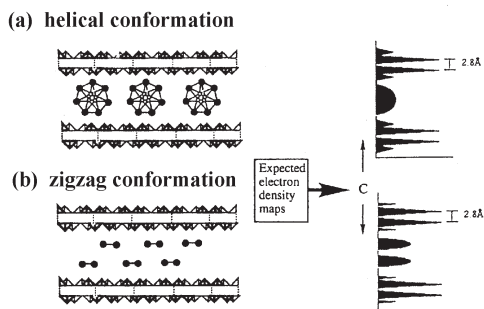 (a) helical conformation
2.8Å
(b) zigzag conformation
Expected
electron
density
maps
C
2.8Å